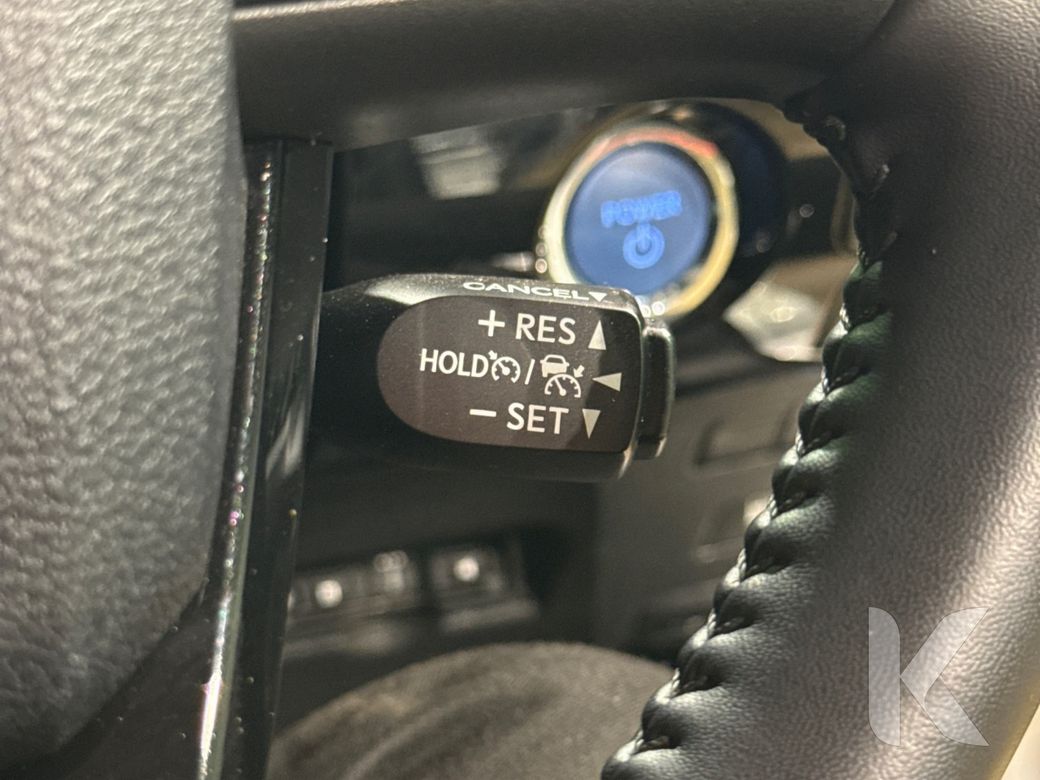 POWER
CANCEL
+ RES
HOLD /
- SET
K